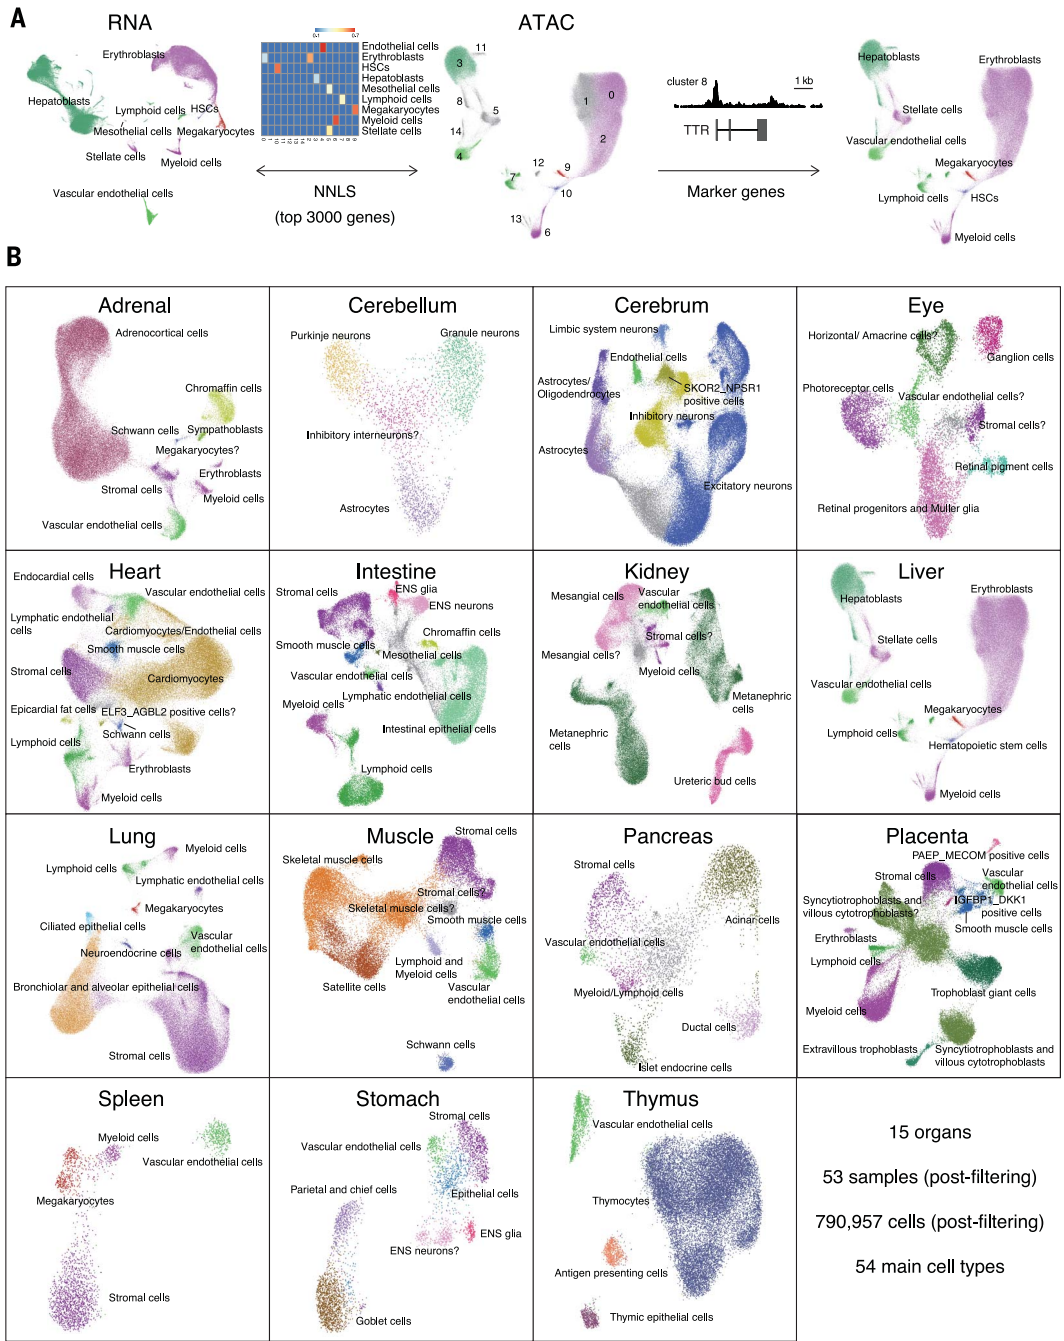 A
RNA
ATAC
Erythroblasts
Hepatoblasts
Lymphoid cells
HSCs
Mesothelial cells
Megakaryocytes
Stellate cells
Myeloid cells
Vascular endothelial cells
0.1
0.7
Endothelial cells
Erythroblasts
HSCs
Hepatoblasts
Mesothelial cells
Lymphoid cells
Megakaryocytes
Myeloid cells
Stellate cells
NNLS
(top 3000 genes)
11
3
8
5
14
4
1
0
2
12
9
7
10
13
6
cluster 8
1 kb
TTR
Marker genes
Hepatoblasts
Erythroblasts
Stellate cells
Vascular endothelial cells
Megakaryocytes
Lymphoid cells
HSCs
Myeloid cells
B
Adrenal
Adrenocortical cells
Chromaffin cells
Schwann cells
Sympathoblasts
Megakaryocytes?
Erythroblasts
Stromal cells
Myeloid cells
Vascular endothelial cells
Cerebellum
Purkinje neurons
Granule neurons
Inhibitory interneurons?
Astrocytes
Cerebrum
Limbic system neurons
Endothelial cells
Astrocytes/
Oligodendrocytes
SKOR2_NPSR1
positive cells
Inhibitory neurons
Astrocytes
Excitatory neurons
Eye
Horizontal/ Amacrine cells?
Ganglion cells
Photoreceptor cells
Vascular endothelial cells?
Stromal cells?
Retinal pigment cells
Retinal progenitors and Muller glia
Heart
Endocardial cells
Vascular endothelial cells
Lymphatic endothelial
cells
Cardiomyocytes/Endothelial cells
Smooth muscle cells
Stromal cells
Cardiomyocytes
Epicardial fat cells
ELF3_AGBL2 positive cells?
Schwann cells
Lymphoid cells
Erythroblasts
Myeloid cells
Intestine
Stromal cells
ENS glia
ENS neurons
Chromaffin cells
Smooth muscle cells
Mesothelial cells
Vascular endothelial cells
Lymphatic endothelial cells
Myeloid cells
Intestinal epithelial cells
Lymphoid cells
Kidney
Mesangial cells
Vascular
endothelial cells
Stromal cells?
Mesangial cells?
Myeloid cells
Metanephric
cells
Metanephric
cells
Ureteric bud cells
Liver
Erythroblasts
Hepatoblasts
Stellate cells
Vascular endothelial cells
Megakaryocytes
Lymphoid cells
Hematopoietic stem cells
Myeloid cells
Lung
Myeloid cells
Lymphoid cells
Lymphatic endothelial cells
Megakaryocytes
Ciliated epithelial cells
Vascular
endothelial cells
Neuroendocrine cells
Bronchiolar and alveolar epithelial cells
Stromal cells
Muscle
Stromal cells
Skeletal muscle cells
Stromal cells?
Skeletal muscle cells?
Smooth muscle cells
Lymphoid and
Myeloid cells
Satellite cells
Vascular
endothelial cells
Schwann cells
Pancreas
Stromal cells
Acinar cells
Vascular endothelial cells
Myeloid/Lymphoid cells
Ductal cells
Islet endocrine cells
Placenta
PAEP_MECOM positive cells
Stromal cells
Vascular
endothelial cells
Syncytiotrophoblasts and
villous cytotrophoblasts?
IGFBP1_DKK1
positive cells
Smooth muscle cells
Erythroblasts
Lymphoid cells
Trophoblast giant cells
Myeloid cells
Extravillous trophoblasts
Syncytiotrophoblasts and
villous cytotrophoblasts
Spleen
Myeloid cells
Vascular endothelial cells
Megakaryocytes
Stromal cells
Stomach
Stromal cells
Vascular endothelial cells
Parietal and chief cells
Epithelial cells
ENS glia
ENS neurons?
Goblet cells
Thymus
Vascular endothelial cells
Thymocytes
Antigen presenting cells
Thymic epithelial cells
15 organs
53 samples (post-filtering)
790,957 cells (post-filtering)
54 main cell types